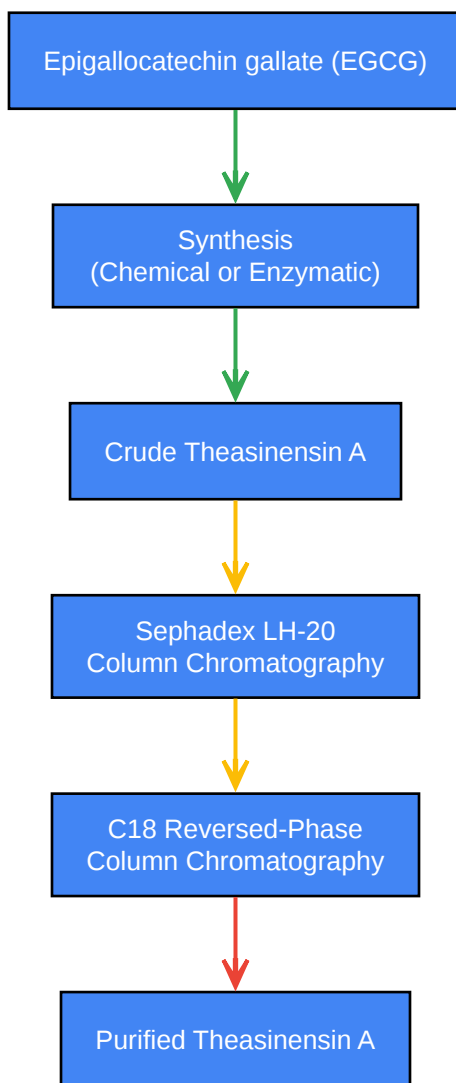 Epigallocatechin gallate (EGCG)
Synthesis
(Chemical or Enzymatic)
Crude Theasinensin A
Sephadex LH-20
Column Chromatography
C18 Reversed-Phase
Column Chromatography
Purified Theasinensin A